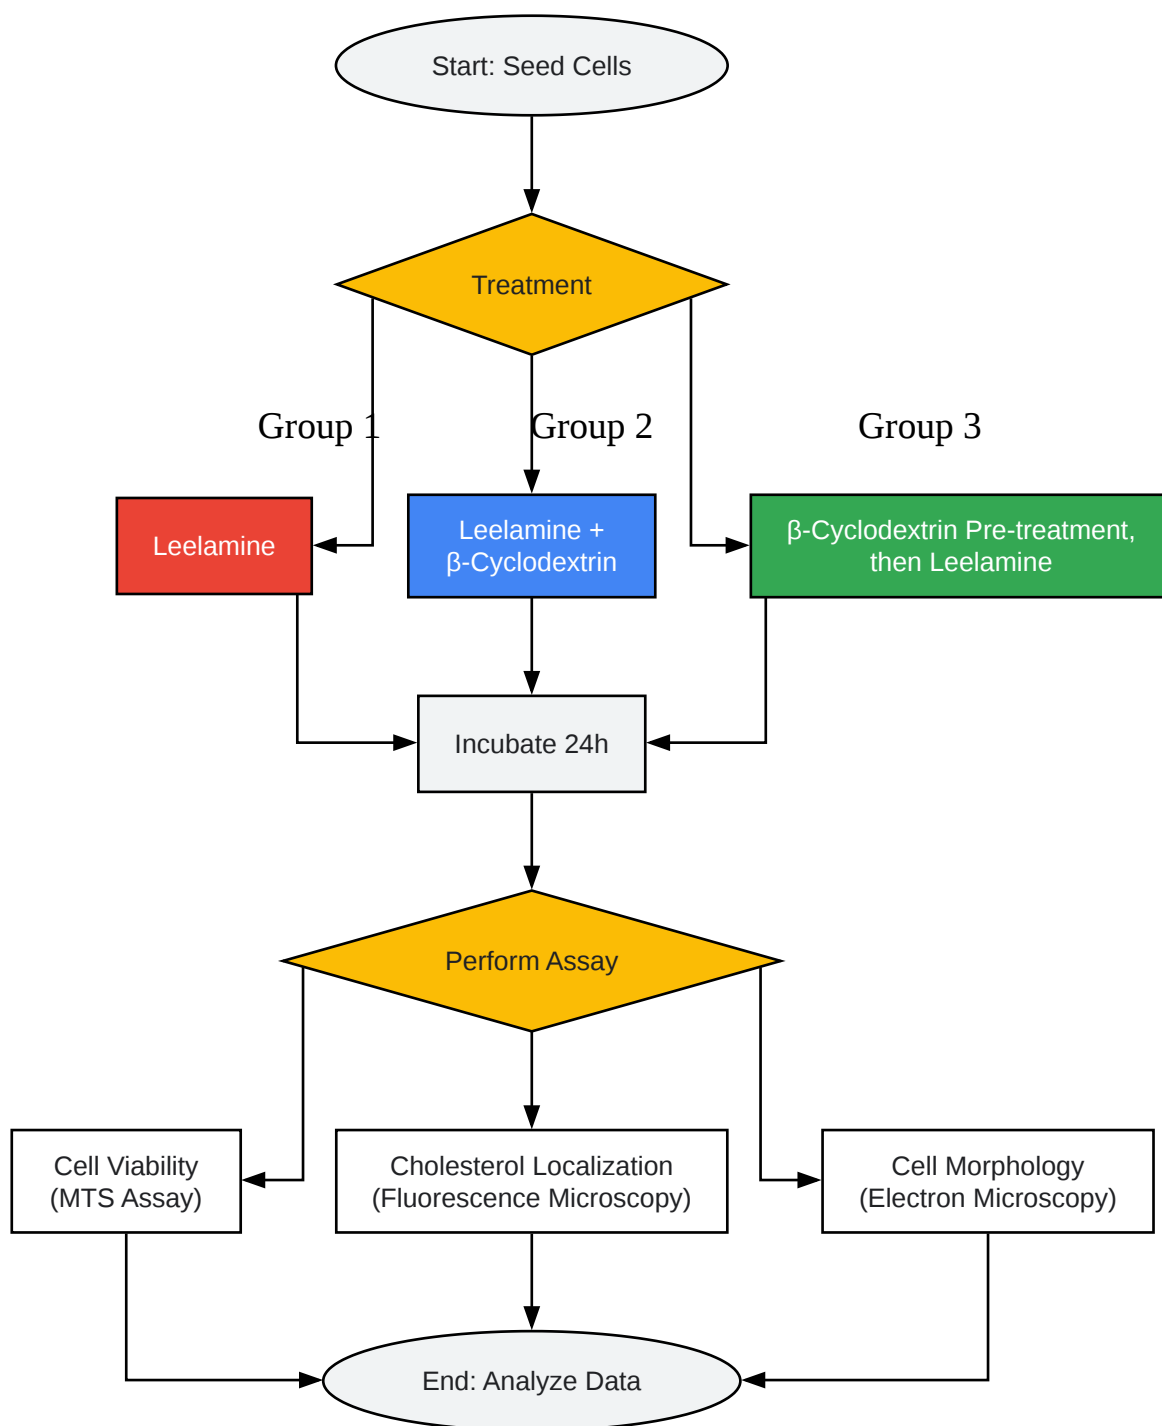 Start: Seed Cells
Treatment
Group 1
Group 2
Group 3
Leelamine
Leelamine +
β-Cyclodextrin
β-Cyclodextrin Pre-treatment,
then Leelamine
Incubate 24h
Perform Assay
Cell Viability
(MTS Assay)
Cholesterol Localization
(Fluorescence Microscopy)
Cell Morphology
(Electron Microscopy)
End: Analyze Data